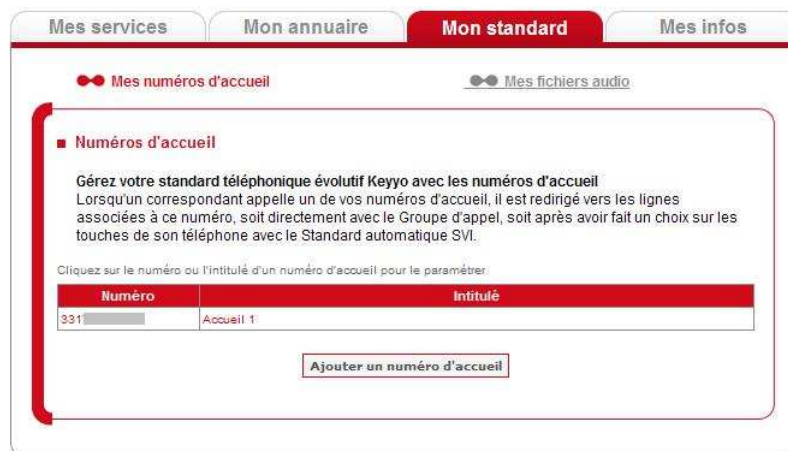 Mes services Mon annuaire Mon standard Mes infos
Mes numéros d'accueil Mes fichiers audio
Numéros d'accueil
Gérez votre standard téléphonique évolutif Keyyo avec les numéros d'accueil
Lorsqu'un correspondant appelle un de vos numéros d'accueil, il est redirigé vers les lignes
associées à ce numéro, soit directement avec le Groupe d'appel, soit après avoir fait un choix sur les
touches de son téléphone avec le Standard automatique SVI.
Cliquez sur le numéro ou l'intitulé d'un numéro d'accueil pour le paramétrer
Numéro Intitulé
331 Accueil 1
Ajouter un numéro d'accueil